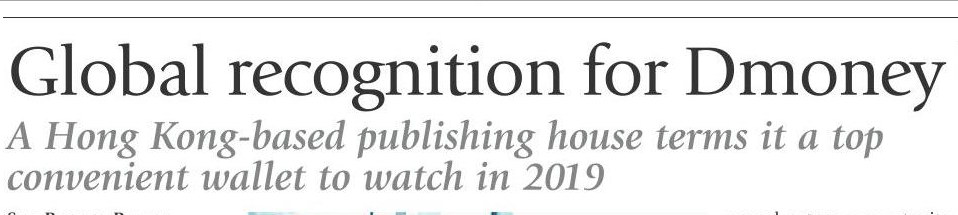 Global recognition for Dmoney
A Hong Kong-based publishing house terms it a top
convenient wallet to watch in 2019